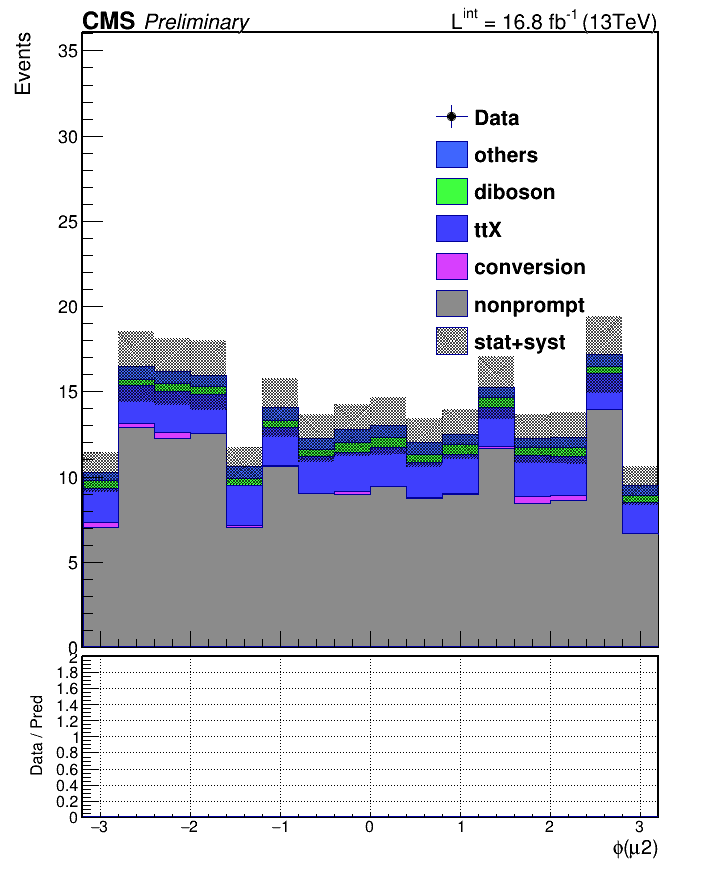 CMS Preliminary
L^int = 16.8 fb^-1 (13TeV)
Events
35
30
25
20
15
10
5
0
Data
others
diboson
ttX
conversion
nonprompt
stat+syst
Data / Pred
2
1.8
1.6
1.4
1.2
1
0.8
0.6
0.4
0.2
0
−3 −2 −1 0 1 2 3
ϕ(μ2)